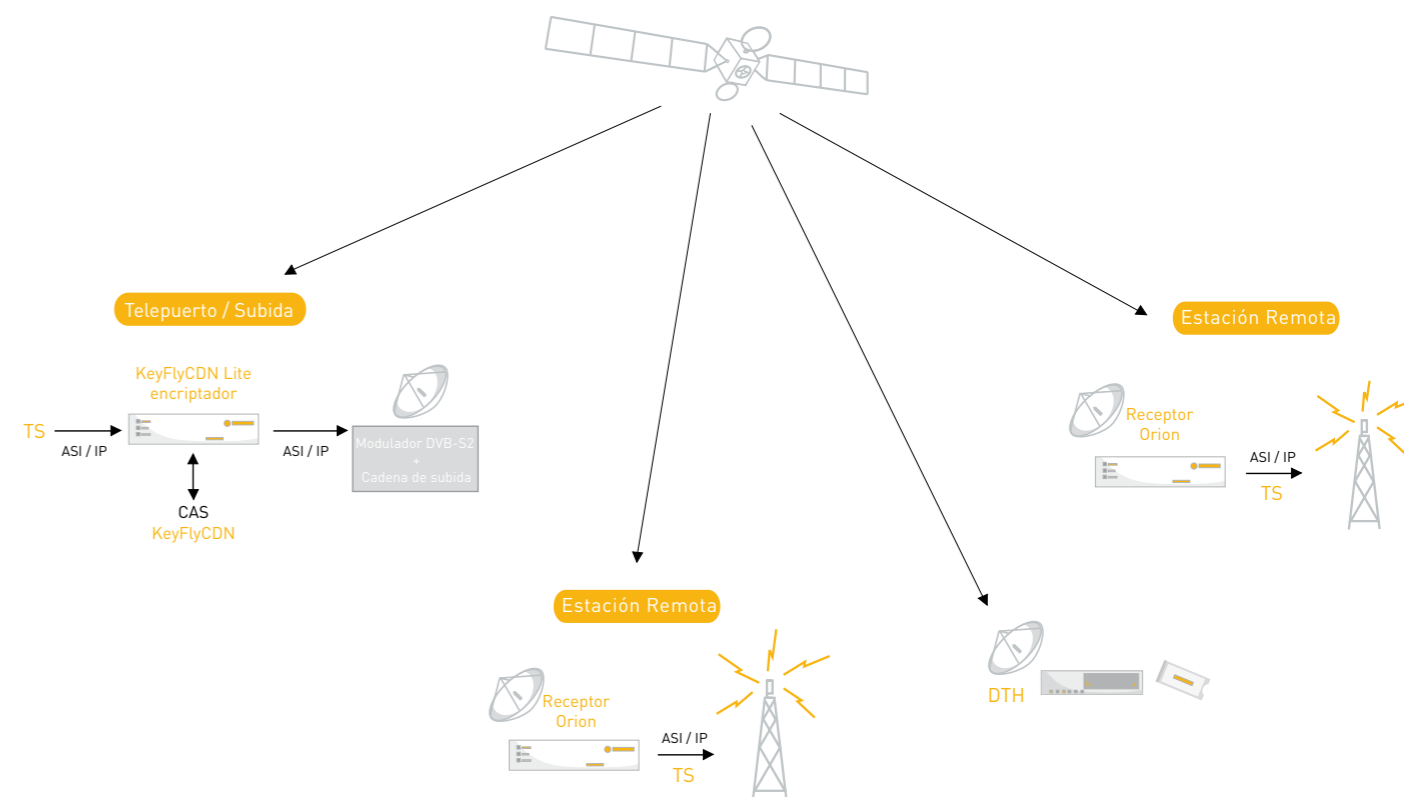 Telepuerto / Subida
KeyFlyCDN Lite
encriptador
TS
ASI / IP
ASI / IP
Modulador DVB-S2
+
Cadena de subida
CAS
KeyFlyCDN
Estación Remota
Receptor
Orion
ASI / IP
TS
Estación Remota
Receptor
Orion
ASI / IP
TS
DTH